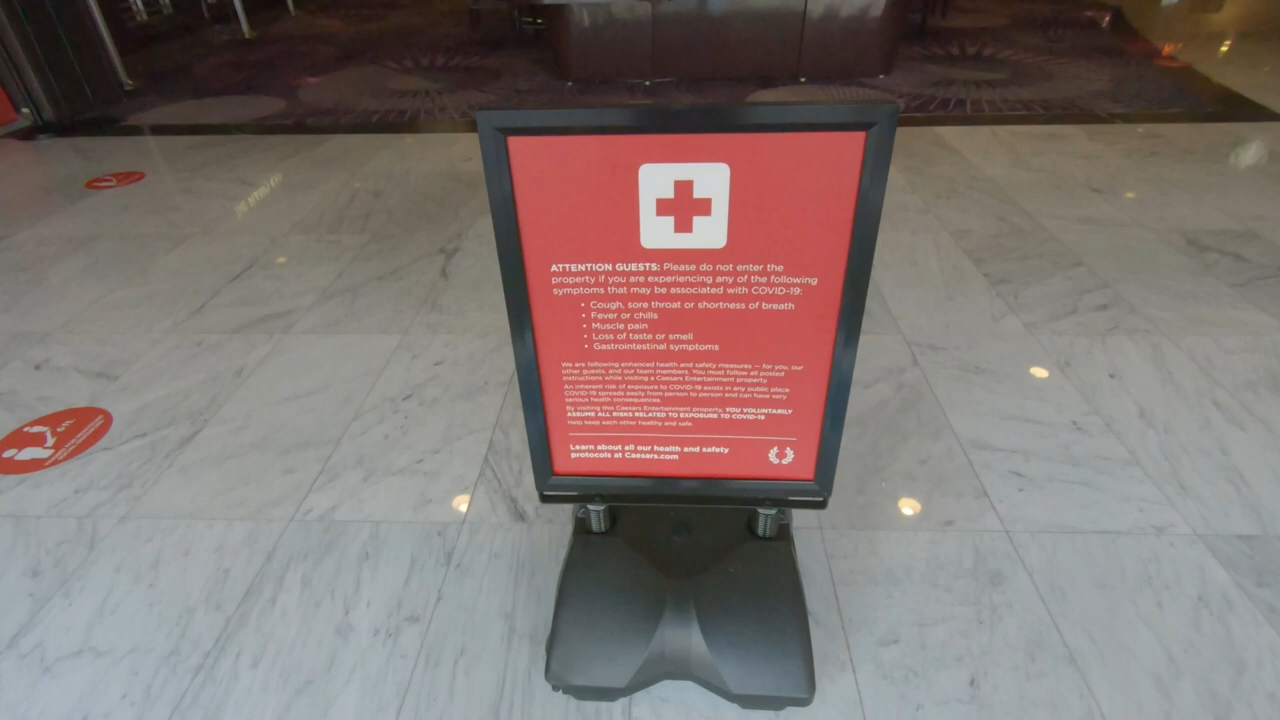 ATTENTION GUESTS: Please do not enter the
property if you are experiencing any of the following
symptoms that may be associated with COVID-19:
• Cough, sore throat or shortness of breath
• Fever or chills
• Muscle pain
• Loss of taste or smell
• Gastrointestinal symptoms
We are following enhanced health and safety measures — for you, our
other guests, and our team members. You must follow all posted
instructions while visiting a Caesars Entertainment property.
An inherent risk of exposure to COVID-19 exists in any public place.
COVID-19 spreads easily from person to person and can have very
serious health consequences.
By visiting this Caesars Entertainment property, YOU VOLUNTARILY
ASSUME ALL RISKS RELATED TO EXPOSURE TO COVID-19.
Help keep each other healthy and safe.
Learn about all our health and safety
protocols at Caesars.com
6 ft